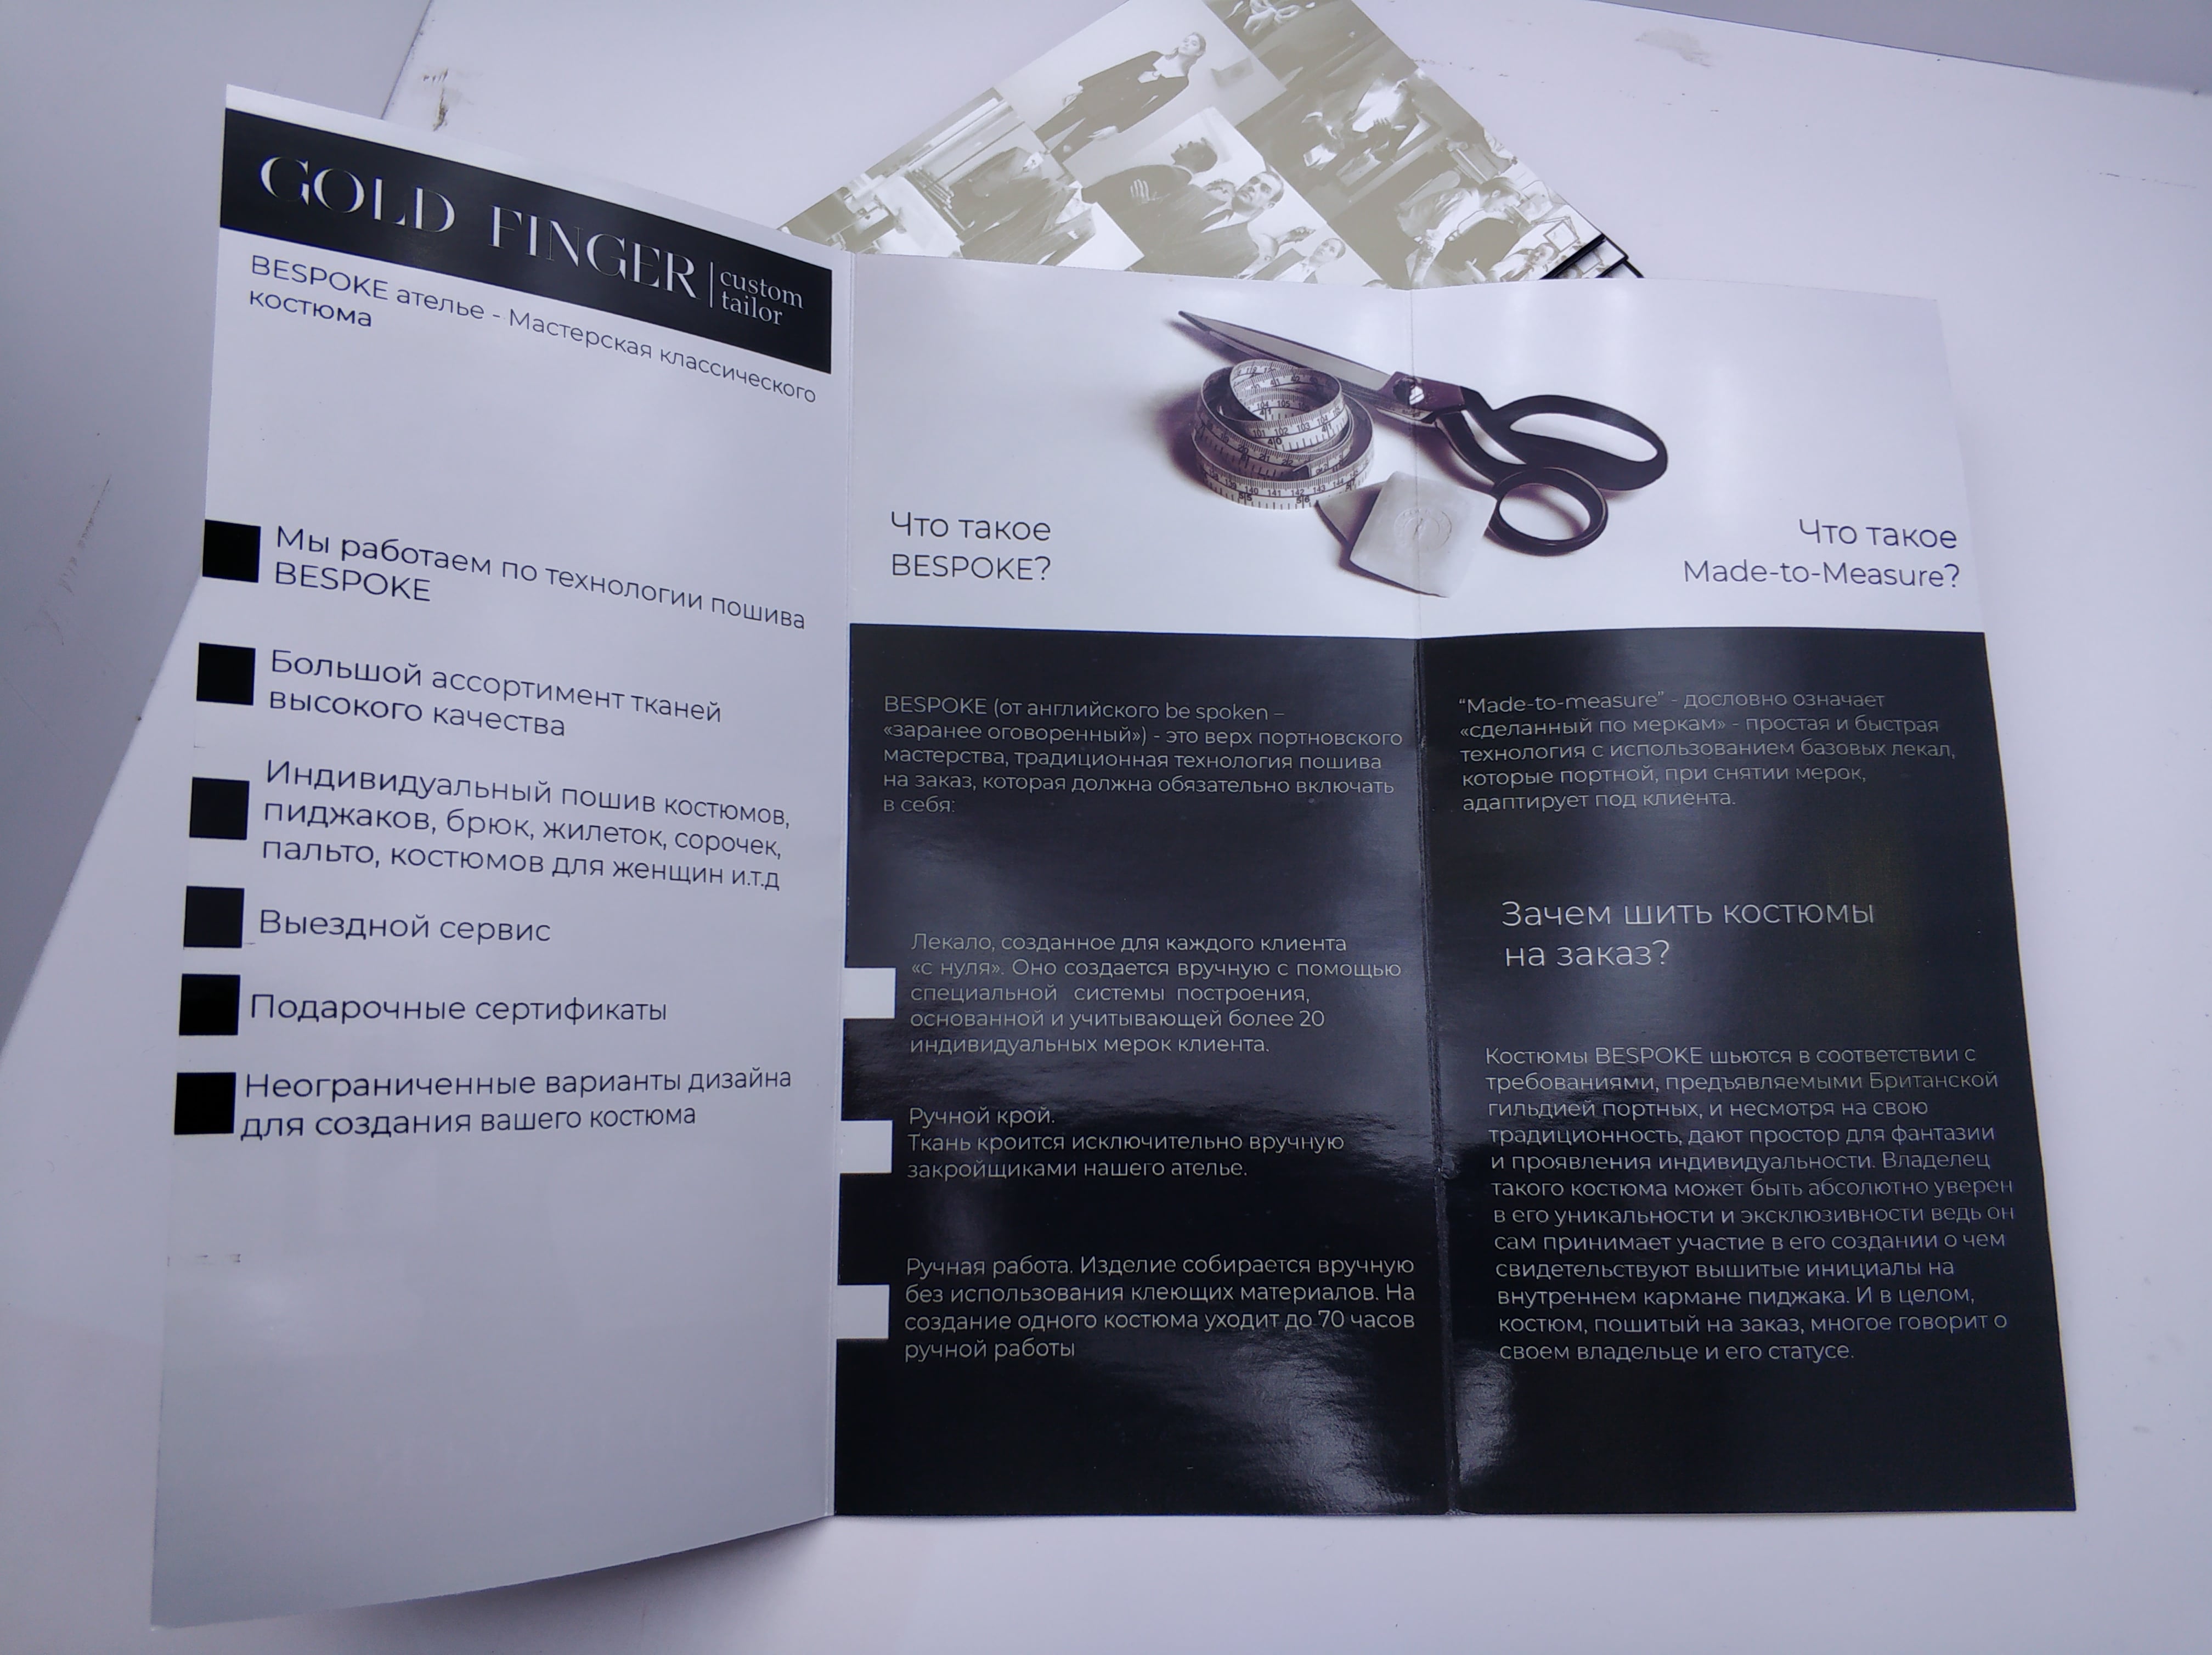 GOLD FINGER
custom
tailor
BESPOKE ателье - Мастерская классического
костюма
Мы работаем по технологии пошива
BESPOKE
Большой ассортимент тканей
высокого качества
Индивидуальный пошив костюмов,
пиджаков, брюк, жилеток, сорочек,
пальто, костюмов для женщин и.т.д
Выездной сервис
Подарочные сертификаты
Неограниченные варианты дизайна
для создания вашего костюма
Что такое
BESPOKE?
BESPOKE (от английского be spoken –
«заранее оговоренный») - это верх портновского
мастерства, традиционная технология пошива
на заказ, которая должна обязательно включать
в себя:
Лекало, созданное для каждого клиента
«с нуля». Оно создается вручную с помощью
специальной системы построения,
основанной и учитывающей более 20
индивидуальных мерок клиента.
Ручной крой.
Ткань кроится исключительно вручную
закройщиками нашего ателье.
Ручная работа. Изделие собирается вручную
без использования клеющих материалов. На
создание одного костюма уходит до 70 часов
ручной работы
Что такое
Made-to-Measure?
“Made-to-measure” - дословно означает
«сделанный по меркам» - простая и быстрая
технология с использованием базовых лекал,
которые портной, при снятии мерок,
адаптирует под клиента.
Зачем шить костюмы
на заказ?
Костюмы BESPOKE шьются в соответствии с
требованиями, предъявляемыми Британской
гильдией портных, и несмотря на свою
традиционность, дают простор для фантазии
и проявления индивидуальности. Владелец
такого костюма может быть абсолютно уверен
в его уникальности и эксклюзивности ведь он
сам принимает участие в его создании о чем
свидетельствуют вышитые инициалы на
внутреннем кармане пиджака. И в целом,
костюм, пошитый на заказ, многое говорит о
своем владельце и его статусе.